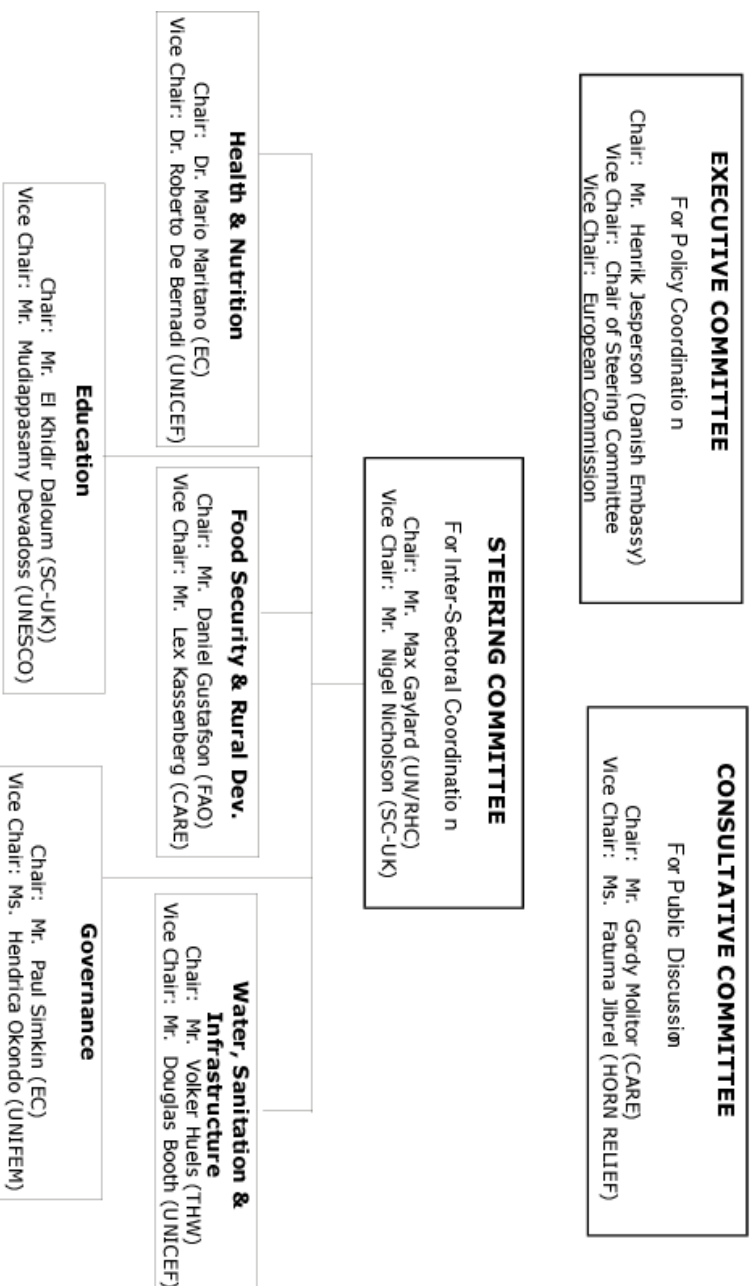 EXECUTIVE COMMITTEE
For Policy Coordinatio n
Chair: Mr. Henrik Jesperson (Danish Embassy)
Vice Chair: Chair of Steering Committee
Vice Chair: European Commission
CONSULTATIVE COMMITTEE
For Public Discussion
Chair: Mr. Gordy Molitor (CARE)
Vice Chair: Ms. Fatuma Jibrel (HORN RELIEF)
STEERING COMMITTEE
For Inter-Sectoral Coordinatio n
Chair: Mr. Max Gaylard (UN/RHC)
Vice Chair: Mr. Nigel Nicholson (SC-UK)
Health & Nutrition
Chair: Dr. Mario Maritano (EC)
Vice Chair: Dr. Roberto De Bernadi (UNICEF)
Food Security & Rural Dev.
Chair: Mr. Daniel Gustafson (FAO)
Vice Chair: Mr. Lex Kassenberg (CARE)
Water, Sanitation &
Infrastructure
Chair: Mr. Volker Huels (THW)
Vice Chair: Mr. Douglas Booth (UNICEF)
Education
Chair: Mr. El Khidir Daloum (SC-UK))
Vice Chair: Mr. Mudiappasamy Devadoss (UNESCO)
Governance
Chair: Mr. Paul Simkin (EC)
Vice Chair: Ms. Hendrica Okondo (UNIFEM)